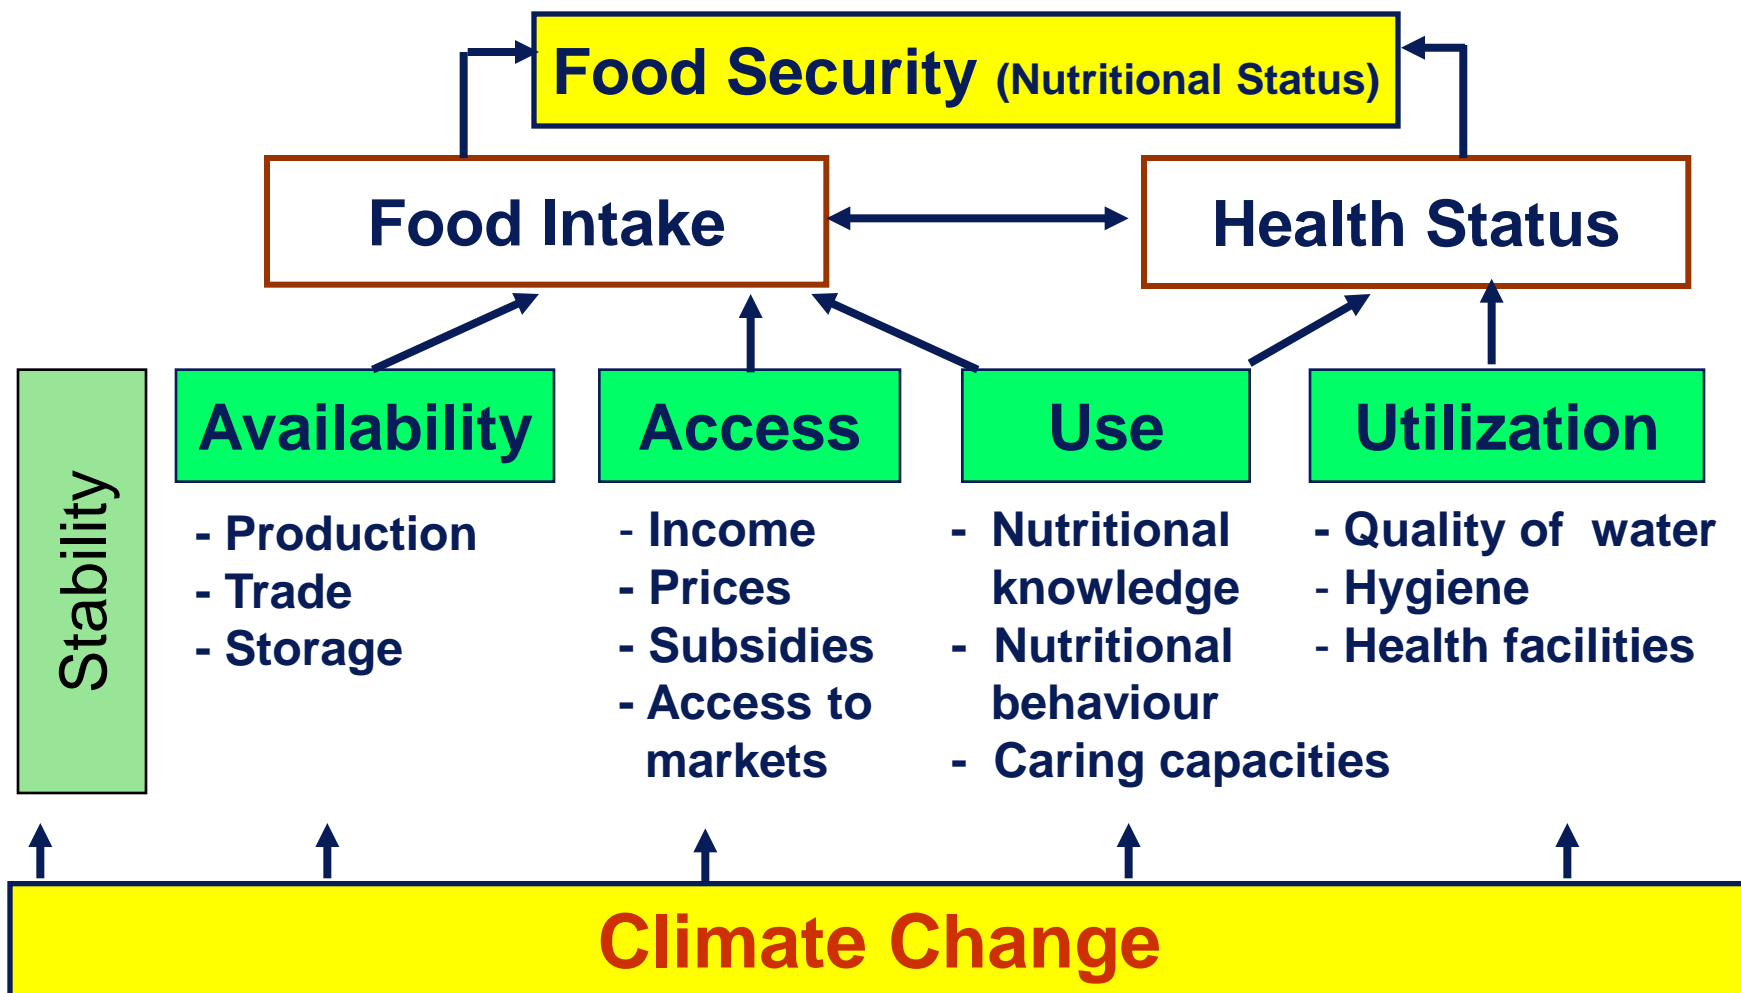 Food Security (Nutritional Status)
Food Intake
Health Status
Stability
Availability
- Production
- Trade
- Storage
Access
- Income
- Prices
- Subsidies
- Access to
markets
Use
- Nutritional
knowledge
- Nutritional
behaviour
- Caring capacities
Utilization
- Quality of water
- Hygiene
- Health facilities
Climate Change